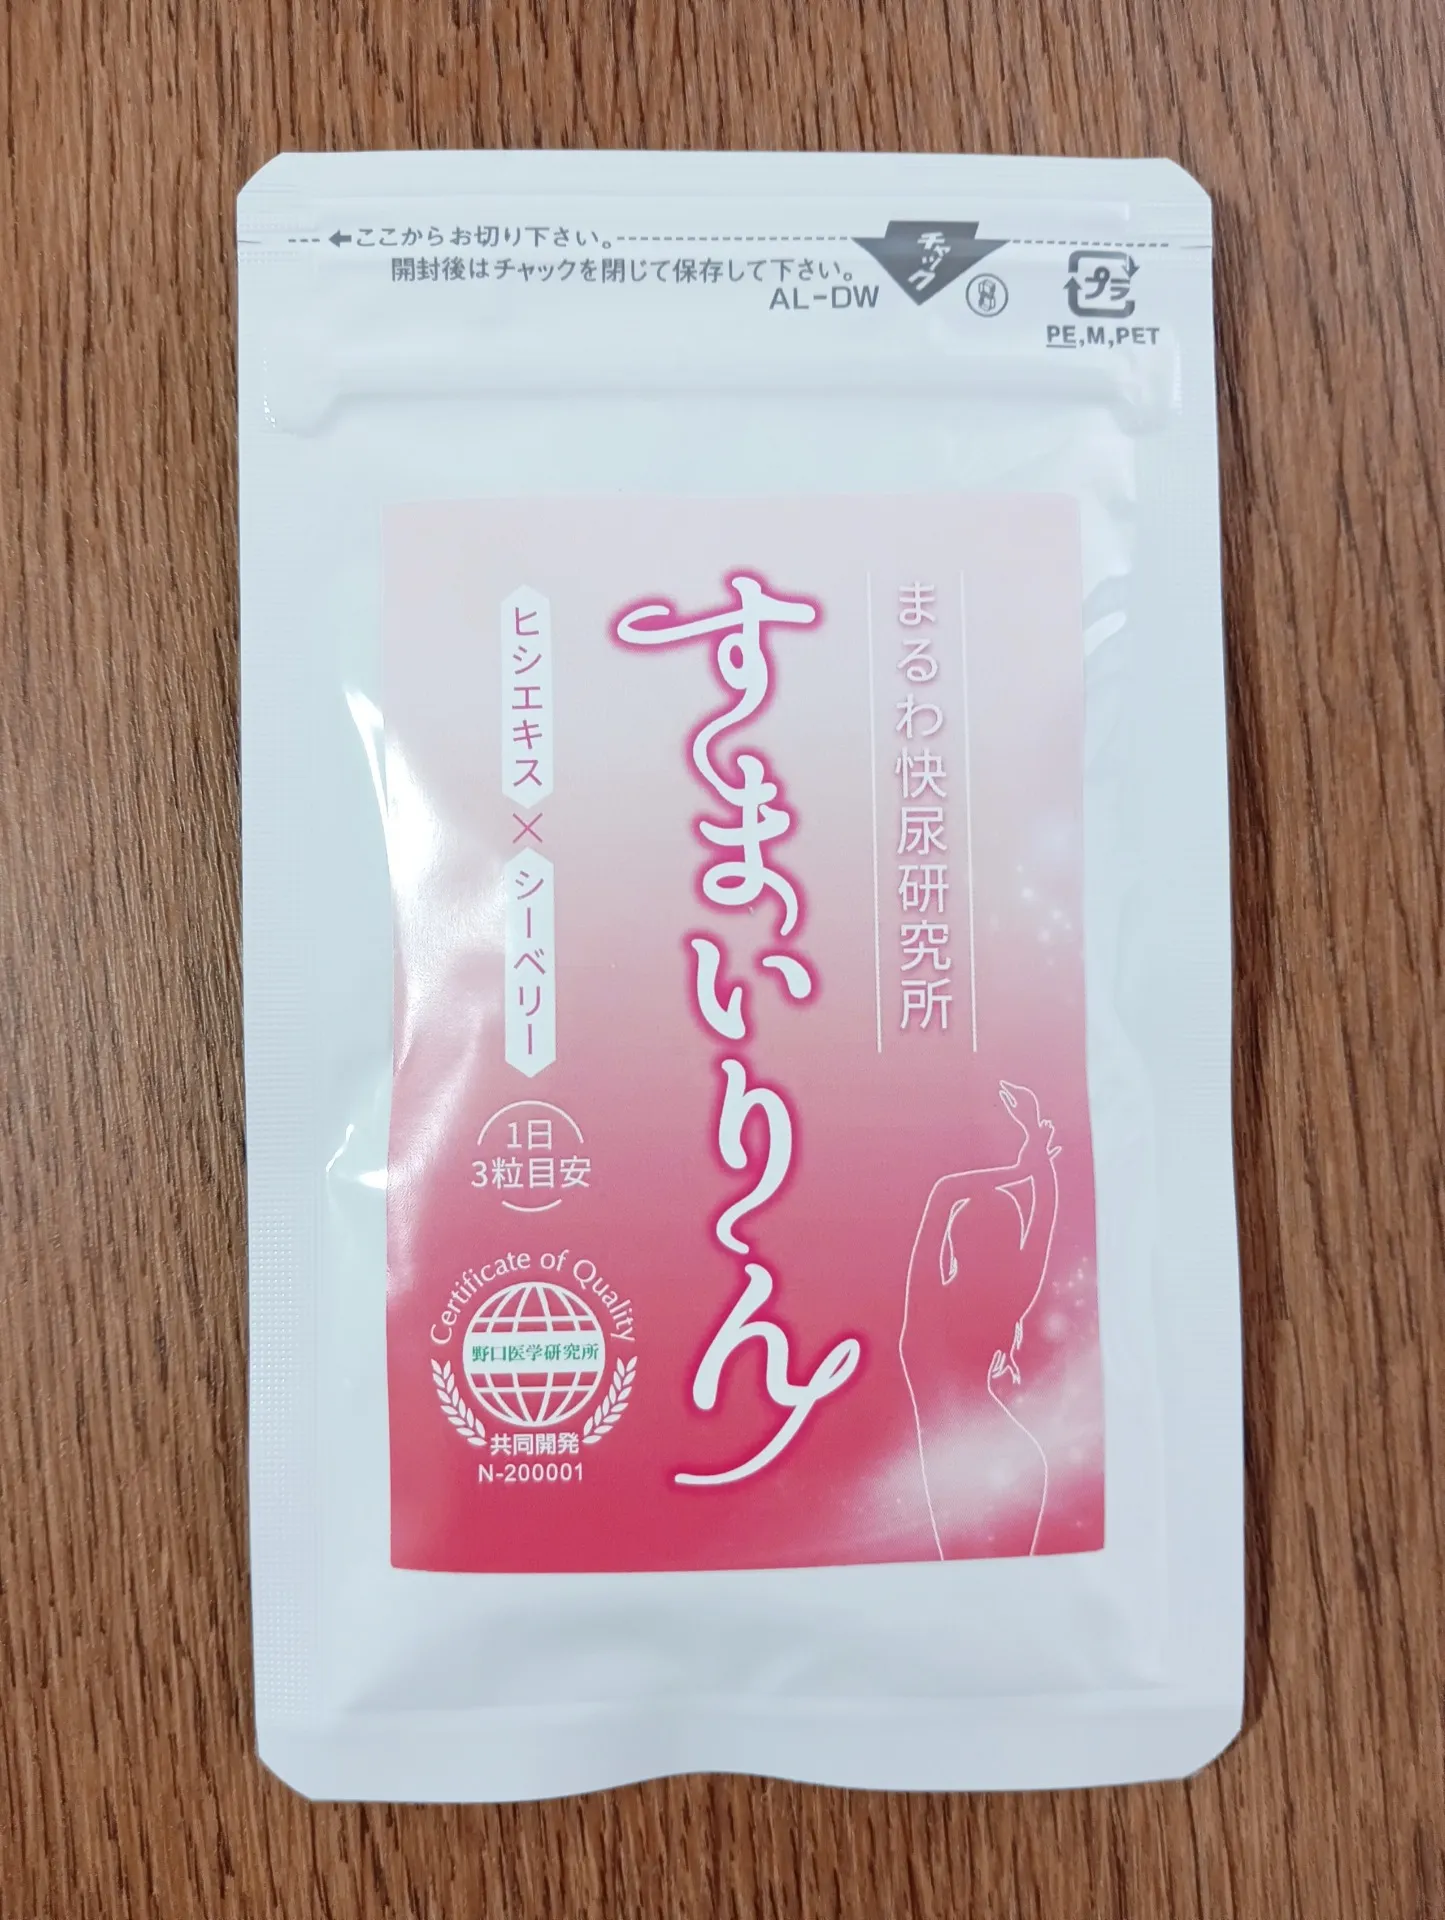 ここからお切り下さい。
開封後はチャックを閉じて保存して下さい。
AL-DW
チャック
プラ
PE,M,PET
まるわ快尿研究所
すまいりん
ヒシエキス×シーベリー
1日
3粒目安
Certificate of Quality
野口医学研究所
共同開発
N-200001